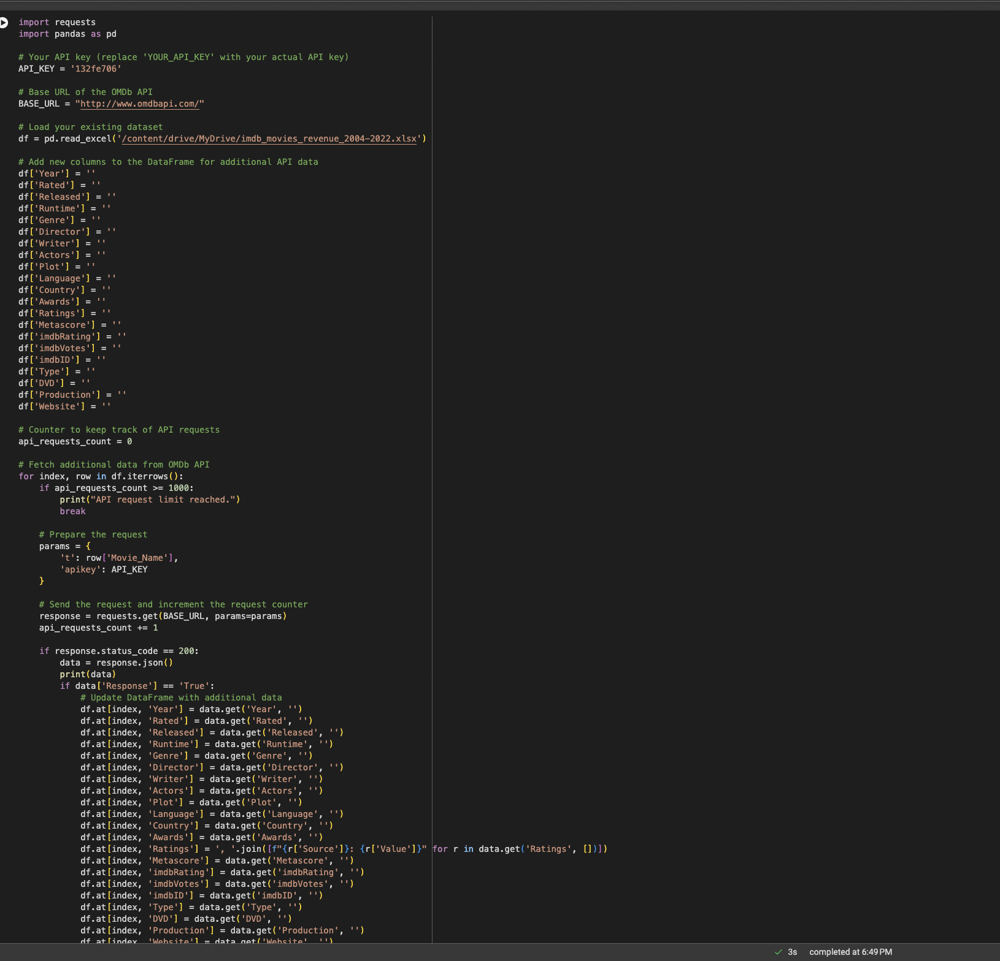 import requests
import pandas as pd

# Your API key (replace 'YOUR_API_KEY' with your actual API key)
API_KEY = '132fe706'

# Base URL of the OMDb API
BASE_URL = "http://www.omdbapi.com/"

# Load your existing dataset
df = pd.read_excel('/content/drive/MyDrive/imdb_movies_revenue_2004-2022.xlsx')

# Add new columns to the DataFrame for additional API data
df['Year'] = ''
df['Rated'] = ''
df['Released'] = ''
df['Runtime'] = ''
df['Genre'] = ''
df['Director'] = ''
df['Writer'] = ''
df['Actors'] = ''
df['Plot'] = ''
df['Language'] = ''
df['Country'] = ''
df['Awards'] = ''
df['Ratings'] = ''
df['Metascore'] = ''
df['imdbRating'] = ''
df['imdbVotes'] = ''
df['imdbID'] = ''
df['Type'] = ''
df['DVD'] = ''
df['Production'] = ''
df['Website'] = ''

# Counter to keep track of API requests
api_requests_count = 0

# Fetch additional data from OMDb API
for index, row in df.iterrows():
    if api_requests_count >= 1000:
        print("API request limit reached.")
        break

    # Prepare the request
    params = {
        't': row['Movie_Name'],
        'apikey': API_KEY
    }

    # Send the request and increment the request counter
    response = requests.get(BASE_URL, params=params)
    api_requests_count += 1

    if response.status_code == 200:
        data = response.json()
        print(data)
        if data['Response'] == 'True':
            # Update DataFrame with additional data
            df.at[index, 'Year'] = data.get('Year', '')
            df.at[index, 'Rated'] = data.get('Rated', '')
            df.at[index, 'Released'] = data.get('Released', '')
            df.at[index, 'Runtime'] = data.get('Runtime', '')
            df.at[index, 'Genre'] = data.get('Genre', '')
            df.at[index, 'Director'] = data.get('Director', '')
            df.at[index, 'Writer'] = data.get('Writer', '')
            df.at[index, 'Actors'] = data.get('Actors', '')
            df.at[index, 'Plot'] = data.get('Plot', '')
            df.at[index, 'Language'] = data.get('Language', '')
            df.at[index, 'Country'] = data.get('Country', '')
            df.at[index, 'Awards'] = data.get('Awards', '')
            df.at[index, 'Ratings'] = ', '.join([f"{r['Source']}: {r['Value']}" for r in data.get('Ratings', [])])
            df.at[index, 'Metascore'] = data.get('Metascore', '')
            df.at[index, 'imdbRating'] = data.get('imdbRating', '')
            df.at[index, 'imdbVotes'] = data.get('imdbVotes', '')
            df.at[index, 'imdbID'] = data.get('imdbID', '')
            df.at[index, 'Type'] = data.get('Type', '')
            df.at[index, 'DVD'] = data.get('DVD', '')
            df.at[index, 'Production'] = data.get('Production', '')
            df.at[index, 'Website'] = data.get('Website', '')
3s completed at 6:49 PM